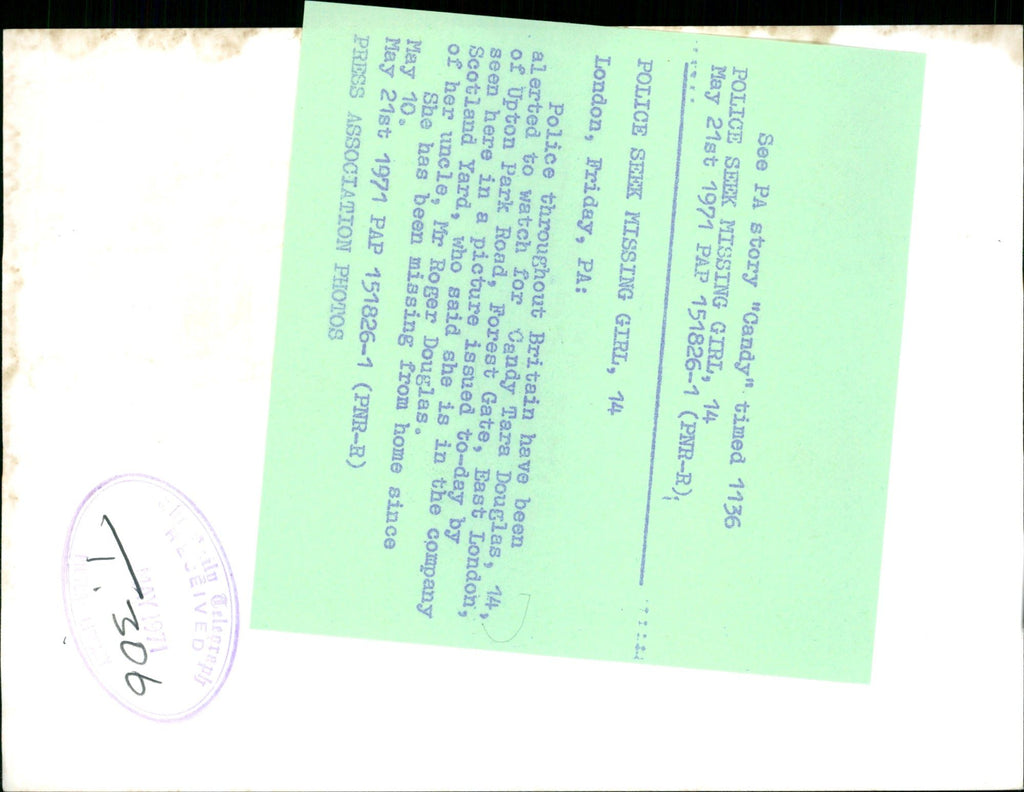 See PA story "Candy" timed 1136
POLICE SEEK MISSING GIRL, 14
May 21st 1971 PAP 151826-1 (PNR-R);
POLICE SEEK MISSING GIRL, 14
London, Friday, PA:
Police throughout Britain have been
alerted to watch for Candy Tara Douglas, 14,
of Upton Park Road, Forest Gate, East London,
seen here in a picture issued to-day by
Scotland Yard, who said she is in the company
of her uncle, Mr Roger Douglas.
She has been missing from home since
May 10.
May 21st 1971 PAP 151826-1 (PNR-R)
PRESS ASSOCIATION PHOTOS
Telegraph
RECEIVED
MAY 1971